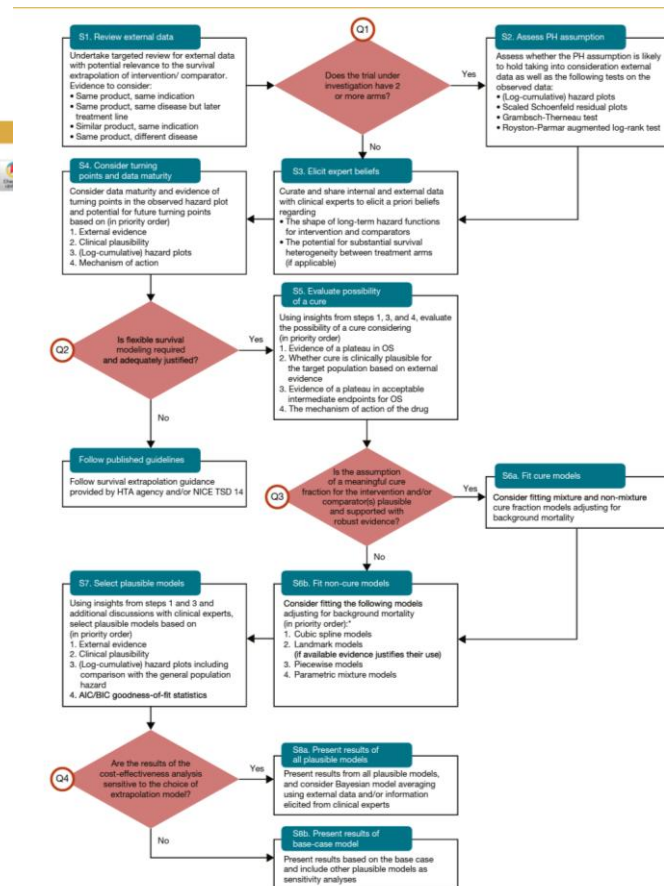 S1. Review external data
Undertake targeted review for external data
with potential relevance to the survival
extrapolation of intervention/ comparator.
Evidence to consider:
• Same product, same indication
• Same product, same disease but later
treatment line
• Similar product, same indication
• Same product, different disease
Q1
Does the trial under
investigation have 2
or more arms?
Yes
No
S2. Assess PH assumption
Assess whether the PH assumption is likely
to hold taking into consideration external
data as well as the following tests on the
observed data:
• (Log-cumulative) hazard plots
• Scaled Schoenfeld residual plots
• Grambsch-Therneau test
• Royston-Parmar augmented log-rank test
S3. Elicit expert beliefs
Curate and share internal and external data
with clinical experts to elicit a priori beliefs
regarding
• The shape of long-term hazard functions
for intervention and comparators
• The potential for substantial survival
heterogeneity between treatment arms
(if applicable)
S4. Consider turning
points and data maturity
Consider data maturity and evidence of
turning points in the observed hazard plot
and potential for future turning points
based on (in priority order)
1. External evidence
2. Clinical plausibility
3. (Log-cumulative) hazard plots
4. Mechanism of action
Q2
Is flexible survival
modeling required
and adequately justified?
Yes
No
S5. Evaluate possibility
of a cure
Using insights from steps 1, 3, and 4, evaluate
the possibility of a cure considering
(in priority order)
1. Evidence of a plateau in OS
2. Whether cure is clinically plausible for
the target population based on external
evidence
3. Evidence of a plateau in acceptable
intermediate endpoints for OS
4. The mechanism of action of the drug
Follow published guidelines
Follow survival extrapolation guidance
provided by HTA agency and/or NICE TSD 14
Q3
Is the assumption
of a meaningful cure
fraction for the intervention and/or
comparator(s) plausible
and supported with
robust evidence?
Yes
No
S6a. Fit cure models
Consider fitting mixture and non-mixture
cure fraction models adjusting for
background mortality
S6b. Fit non-cure models
Consider fitting the following models
adjusting for background mortality
(in priority order):*
1. Cubic spline models
2. Landmark models
(if available evidence justifies their use)
3. Piecewise models
4. Parametric mixture models
S7. Select plausible models
Using insights from steps 1 and 3 and
additional discussions with clinical experts,
select plausible models based on
(in priority order)
1. External evidence
2. Clinical plausibility
3. (Log-cumulative) hazard plots including
comparison with the general population
hazard
4. AIC/BIC goodness-of-fit statistics
Q4
Are the results of the
cost-effectiveness analysis
sensitive to the choice of
extrapolation model?
Yes
No
S8a. Present results of
all plausible models
Present results from all plausible models,
and consider Bayesian model averaging
using external data and/or information
elicited from clinical experts
S8b. Present results of
base-case model
Present results based on the base case
and include other plausible models as
sensitivity analyses